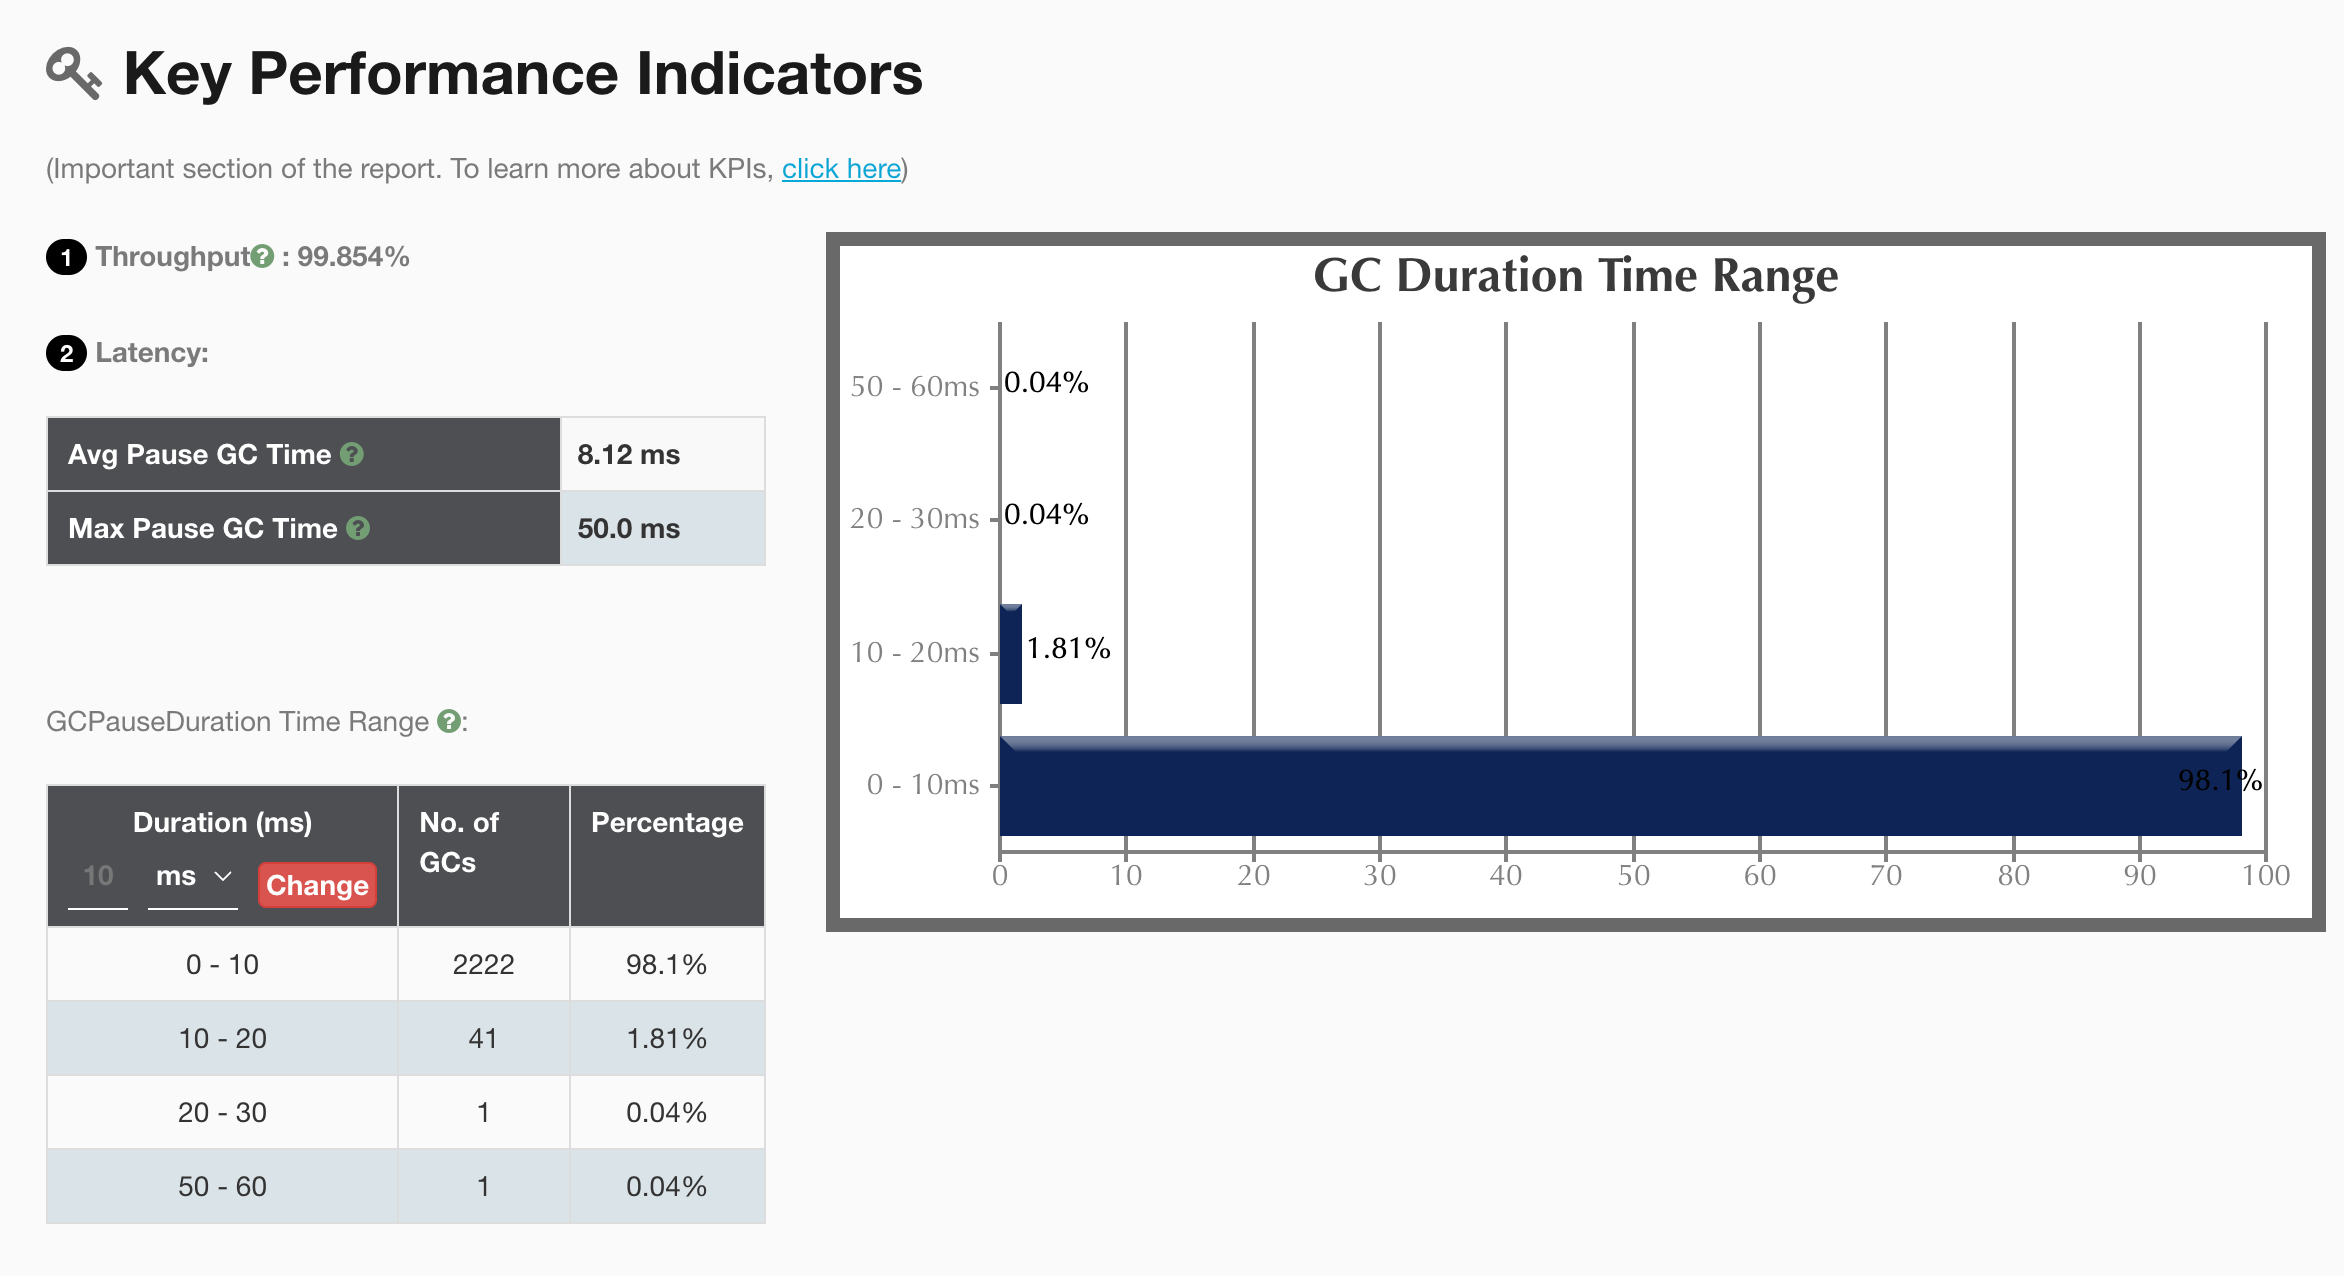 Key Performance Indicators
(Important section of the report. To learn more about KPIs, click here)
1 Throughput? : 99.854%
2 Latency:
Avg Pause GC Time ? 8.12 ms
Max Pause GC Time ? 50.0 ms
GCPauseDuration Time Range ?:
Duration (ms) No. of GCs Percentage
10 ms Change
0 - 10 2222 98.1%
10 - 20 41 1.81%
20 - 30 1 0.04%
50 - 60 1 0.04%
GC Duration Time Range
50 - 60ms 0.04%
20 - 30ms 0.04%
10 - 20ms 1.81%
0 - 10ms 98.1%
0 10 20 30 40 50 60 70 80 90 100